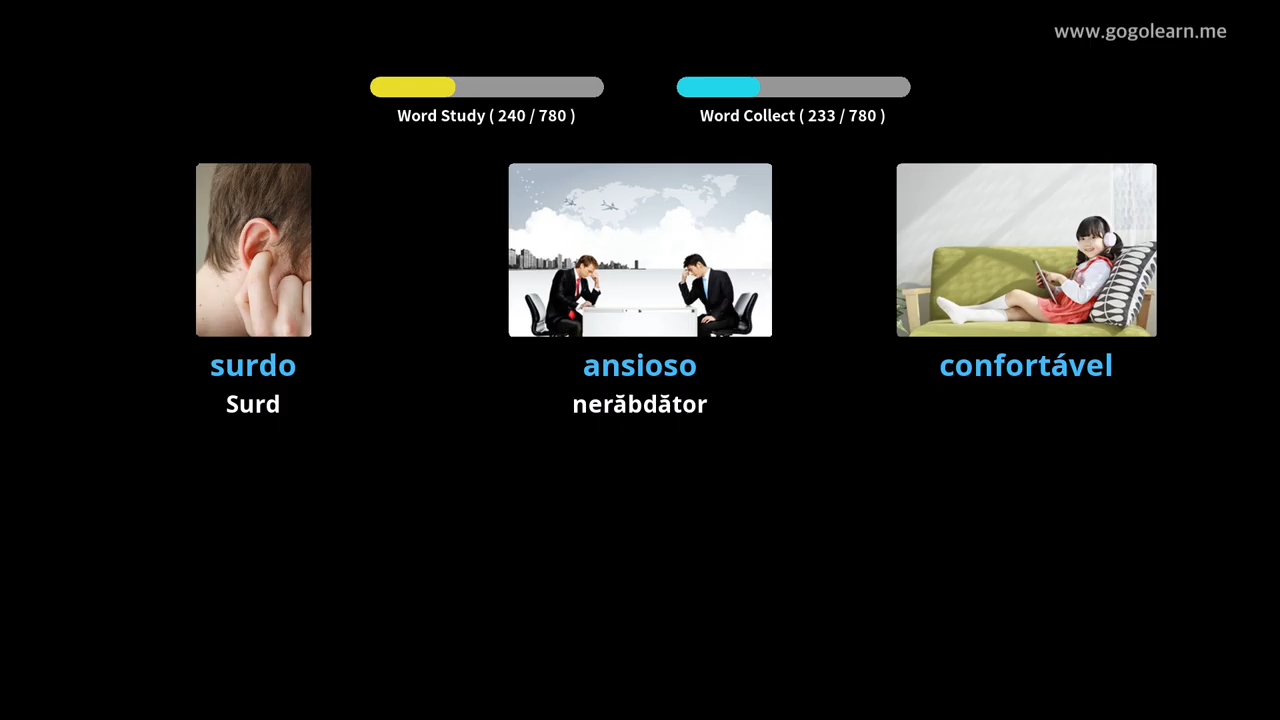 www.gogolearn.me
Word Study ( 240 / 780 )
Word Collect ( 233 / 780 )
surdo
ansioso
confortável
Surd
nerăbdător